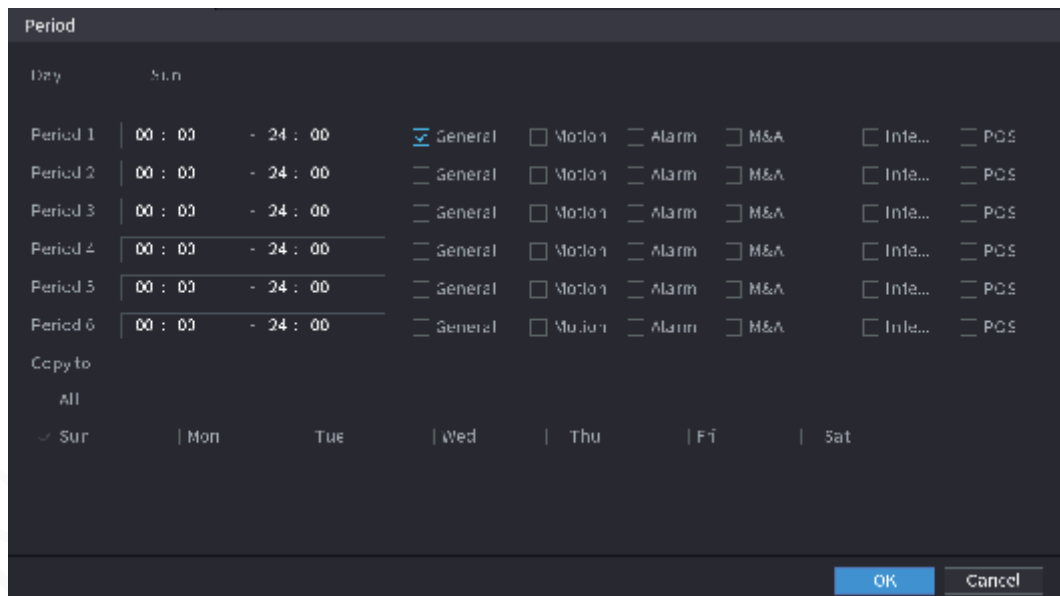 Period
Day Sun
Period 1 00 : 00 - 24 : 00 General Motion Alarm M&A Inte... POS
Period 2 00 : 00 - 24 : 00 General Motion Alarm M&A Inte... POS
Period 3 00 : 00 - 24 : 00 General Motion Alarm M&A Inte... POS
Period 4 00 : 00 - 24 : 00 General Motion Alarm M&A Inte... POS
Period 5 00 : 00 - 24 : 00 General Motion Alarm M&A Inte... POS
Period 6 00 : 00 - 24 : 00 General Motion Alarm M&A Inte... POS
Copy to
All
Sun Mon Tue Wed Thu Fri Sat
OK Cancel